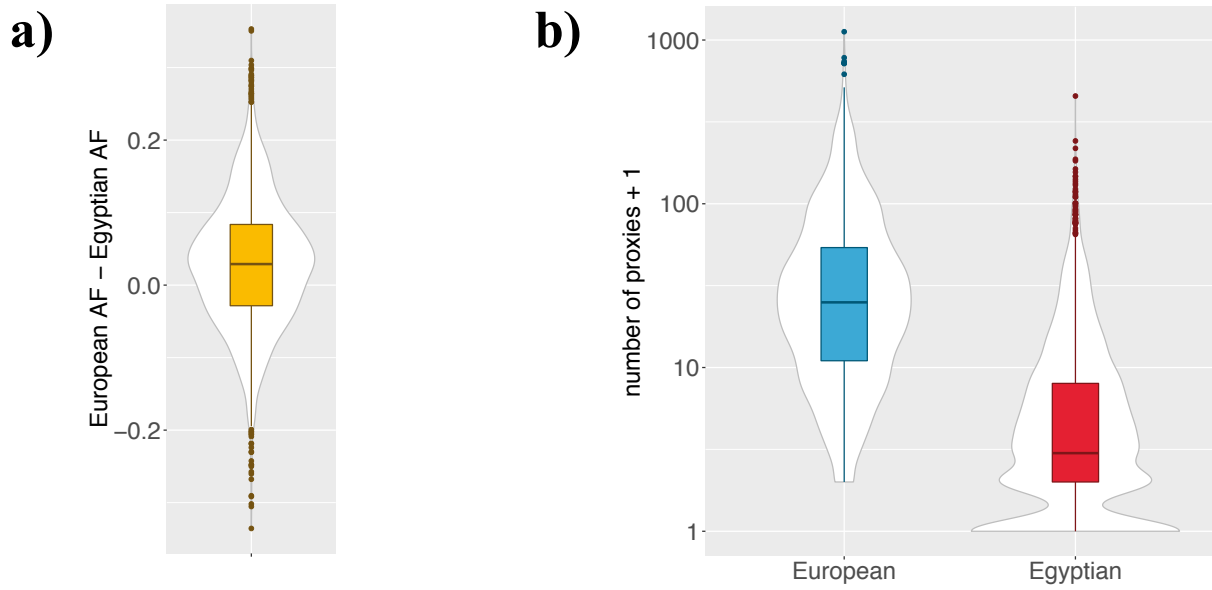 a)
European AF − Egyptian AF
0.2
0.0
−0.2
b)
number of proxies + 1
1000
100
10
1
European
Egyptian